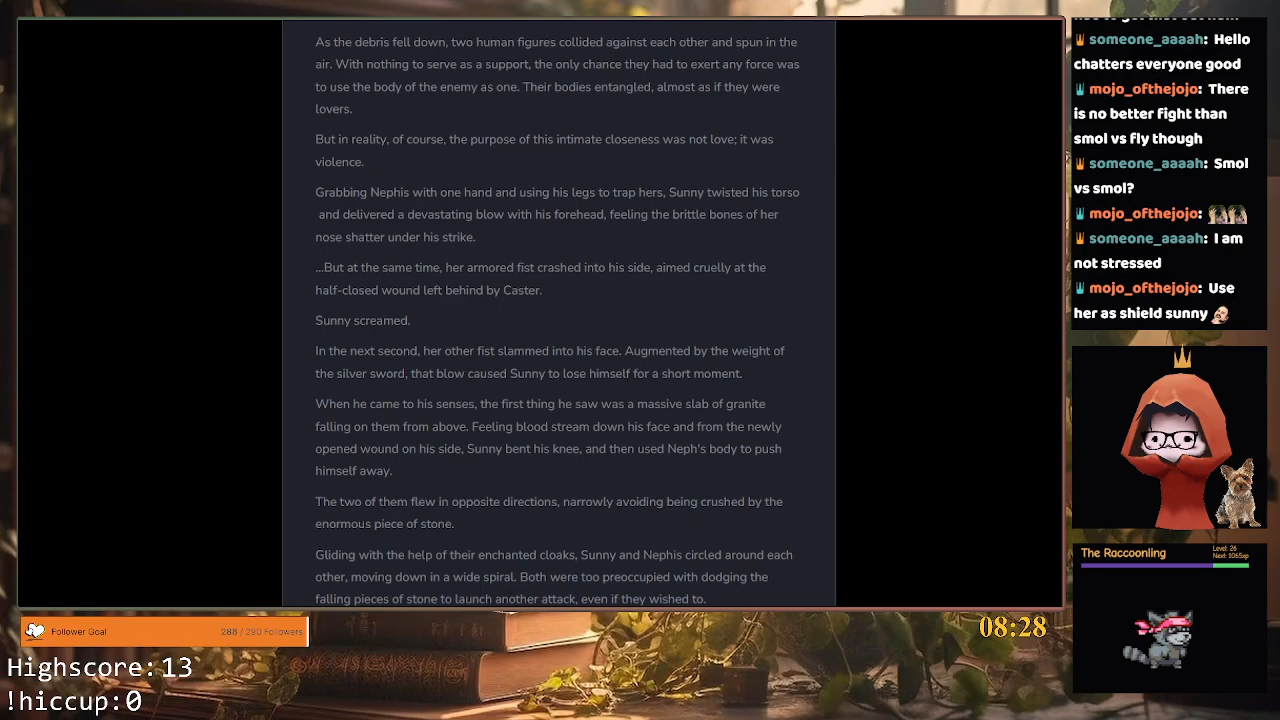 As the debris fell down, two human figures collided against each other and spun in the
air. With nothing to serve as a support, the only chance they had to exert any force was
to use the body of the enemy as one. Their bodies entangled, almost as if they were
lovers.
But in reality, of course, the purpose of this intimate closeness was not love; it was
violence.
Grabbing Nephis with one hand and using his legs to trap hers, Sunny twisted his torso
and delivered a devastating blow with his forehead, feeling the brittle bones of her
nose shatter under his strike.
...But at the same time, her armored fist crashed into his side, aimed cruelly at the
half-closed wound left behind by Caster.
Sunny screamed.
In the next second, her other fist slammed into his face. Augmented by the weight of
the silver sword, that blow caused Sunny to lose himself for a short moment.
When he came to his senses, the first thing he saw was a massive slab of granite
falling on them from above. Feeling blood stream down his face and from the newly
opened wound on his side, Sunny bent his knee, and then used Neph's body to push
himself away.
The two of them flew in opposite directions, narrowly avoiding being crushed by the
enormous piece of stone.
Gliding with the help of their enchanted cloaks, Sunny and Nephis circled around each
other, moving down in a wide spiral. Both were too preoccupied with dodging the
falling pieces of stone to launch another attack, even if they wished to.
someone_aaaah: Hello
chatters everyone good
mojo_ofthejojo: There
is no better fight than
smol vs fly though
someone_aaaah: Smol
vs smol?
mojo_ofthejojo:
someone_aaaah: I am
not stressed
mojo_ofthejojo: Use
her as shield sunny
The Raccoonling
Level: 26
Next: 1065xp
Follower Goal
288 / 290 Followers
08:28
Highscore:13
!hiccup:0